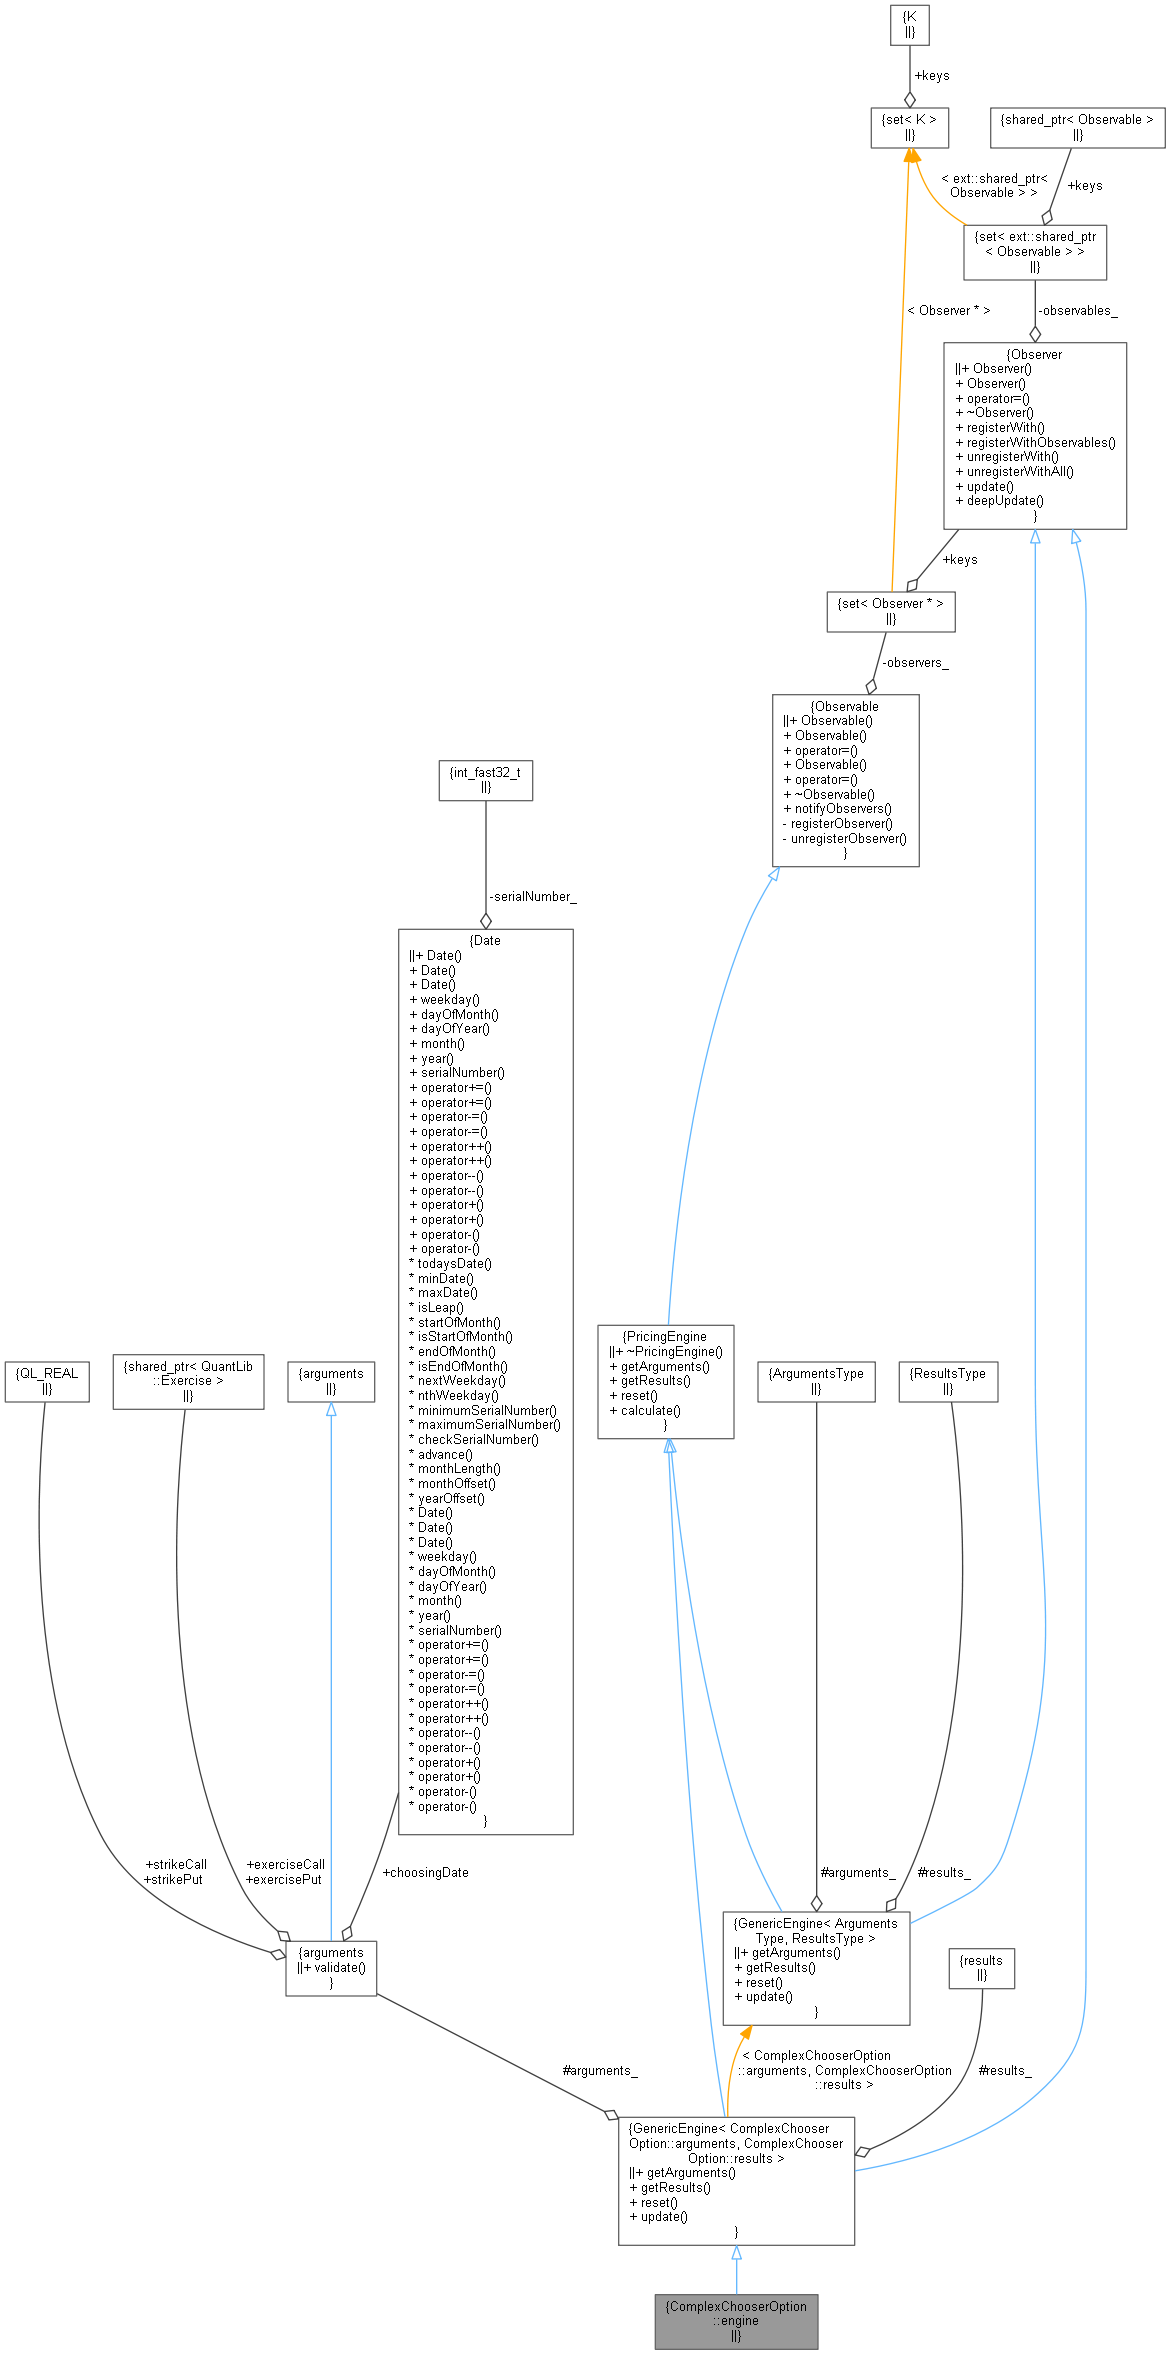 {K
||}
+keys
{set< K >
||}
{shared_ptr< Observable >
||}
< ext::shared_ptr<
Observable > >
+keys
{set< ext::shared_ptr
< Observable > >
||}
< Observer * >
-observables_
{Observer
||+ Observer()
+ Observer()
+ operator=()
+ ~Observer()
+ registerWith()
+ registerWithObservables()
+ unregisterWith()
+ unregisterWithAll()
+ update()
+ deepUpdate()
}
+keys
{set< Observer * >
||}
-observers_
{Observable
||+ Observable()
+ Observable()
+ operator=()
+ Observable()
+ operator=()
+ ~Observable()
+ notifyObservers()
- registerObserver()
- unregisterObserver()
}
{int_fast32_t
||}
-serialNumber_
{Date
||+ Date()
+ Date()
+ Date()
+ weekday()
+ dayOfMonth()
+ dayOfYear()
+ month()
+ year()
+ serialNumber()
+ operator+=()
+ operator+=()
+ operator-=()
+ operator-=()
+ operator++()
+ operator++()
+ operator--()
+ operator--()
+ operator+()
+ operator+()
+ operator-()
+ operator-()
* todaysDate()
* minDate()
* maxDate()
* isLeap()
* startOfMonth()
* isStartOfMonth()
* endOfMonth()
* isEndOfMonth()
* nextWeekday()
* nthWeekday()
* minimumSerialNumber()
* maximumSerialNumber()
* checkSerialNumber()
* advance()
* monthLength()
* monthOffset()
* yearOffset()
* Date()
* Date()
* Date()
* weekday()
* dayOfMonth()
* dayOfYear()
* month()
* year()
* serialNumber()
* operator+=()
* operator+=()
* operator-=()
* operator-=()
* operator++()
* operator++()
* operator--()
* operator--()
* operator+()
* operator+()
* operator-()
* operator-()
}
{PricingEngine
||+ ~PricingEngine()
+ getArguments()
+ getResults()
+ reset()
+ calculate()
}
{QL_REAL
||}
{shared_ptr< QuantLib
::Exercise >
||}
{arguments
||}
{ArgumentsType
||}
{ResultsType
||}
+strikeCall
+strikePut
+exerciseCall
+exercisePut
+choosingDate
#arguments_
#results_
{GenericEngine< Arguments
Type, ResultsType >
||+ getArguments()
+ getResults()
+ reset()
+ update()
}
{arguments
||+ validate()
}
{results
||}
< ComplexChooserOption
::arguments, ComplexChooserOption
::results >
#arguments_
#results_
{GenericEngine< ComplexChooser
Option::arguments, ComplexChooser
Option::results >
||+ getArguments()
+ getResults()
+ reset()
+ update()
}
{ComplexChooserOption
::engine
||}